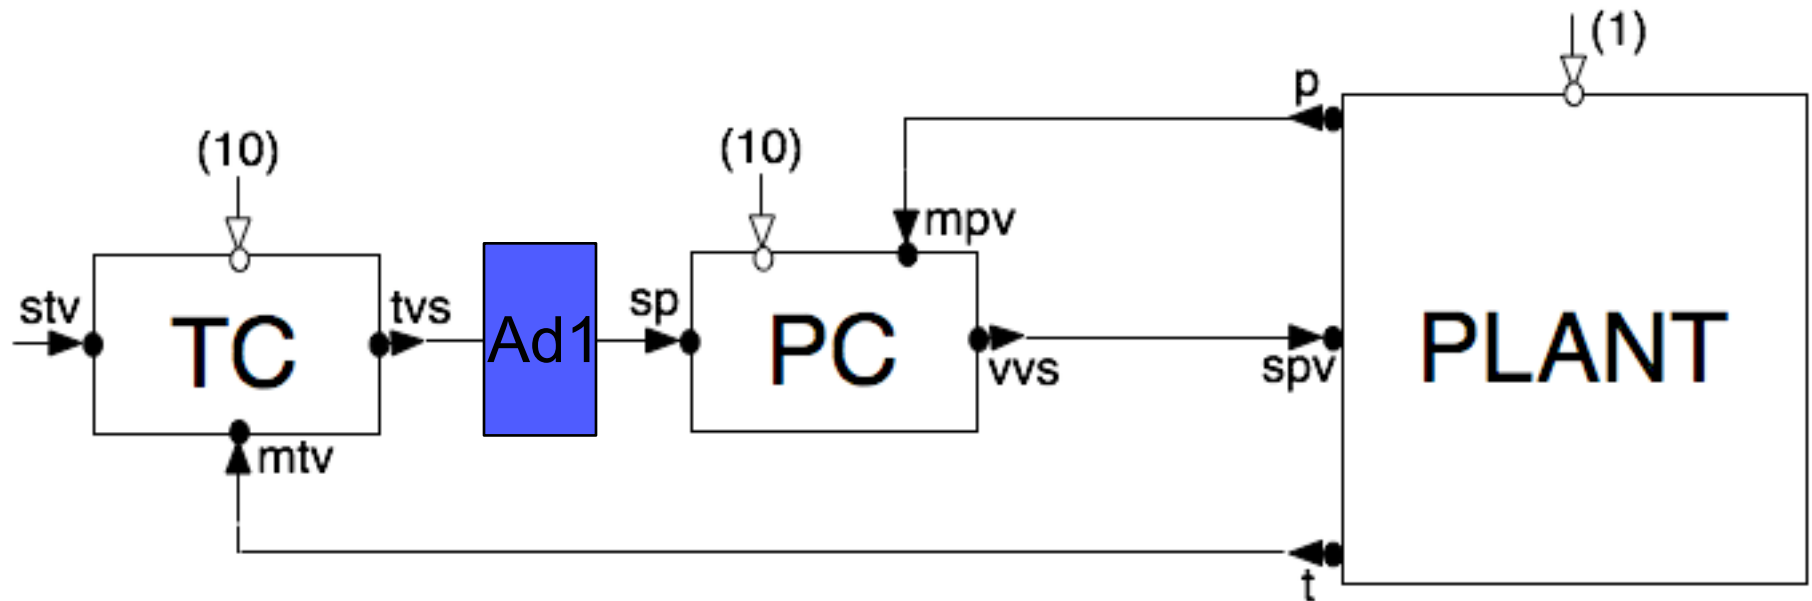 (1)
p
(10)
(10)
mpv
stv
tvs
Ad1
sp
TC
PC
PLANT
vvs
spv
mtv
t